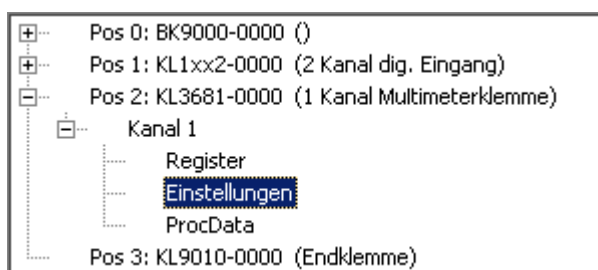 Pos 0: BK9000-0000 ()
Pos 1: KL1xx2-0000 (2 Kanal dig. Eingang)
Pos 2: KL3681-0000 (1 Kanal Multimeterklemme)
Kanal 1
Register
Einstellungen
ProcData
Pos 3: KL9010-0000 (Endklemme)